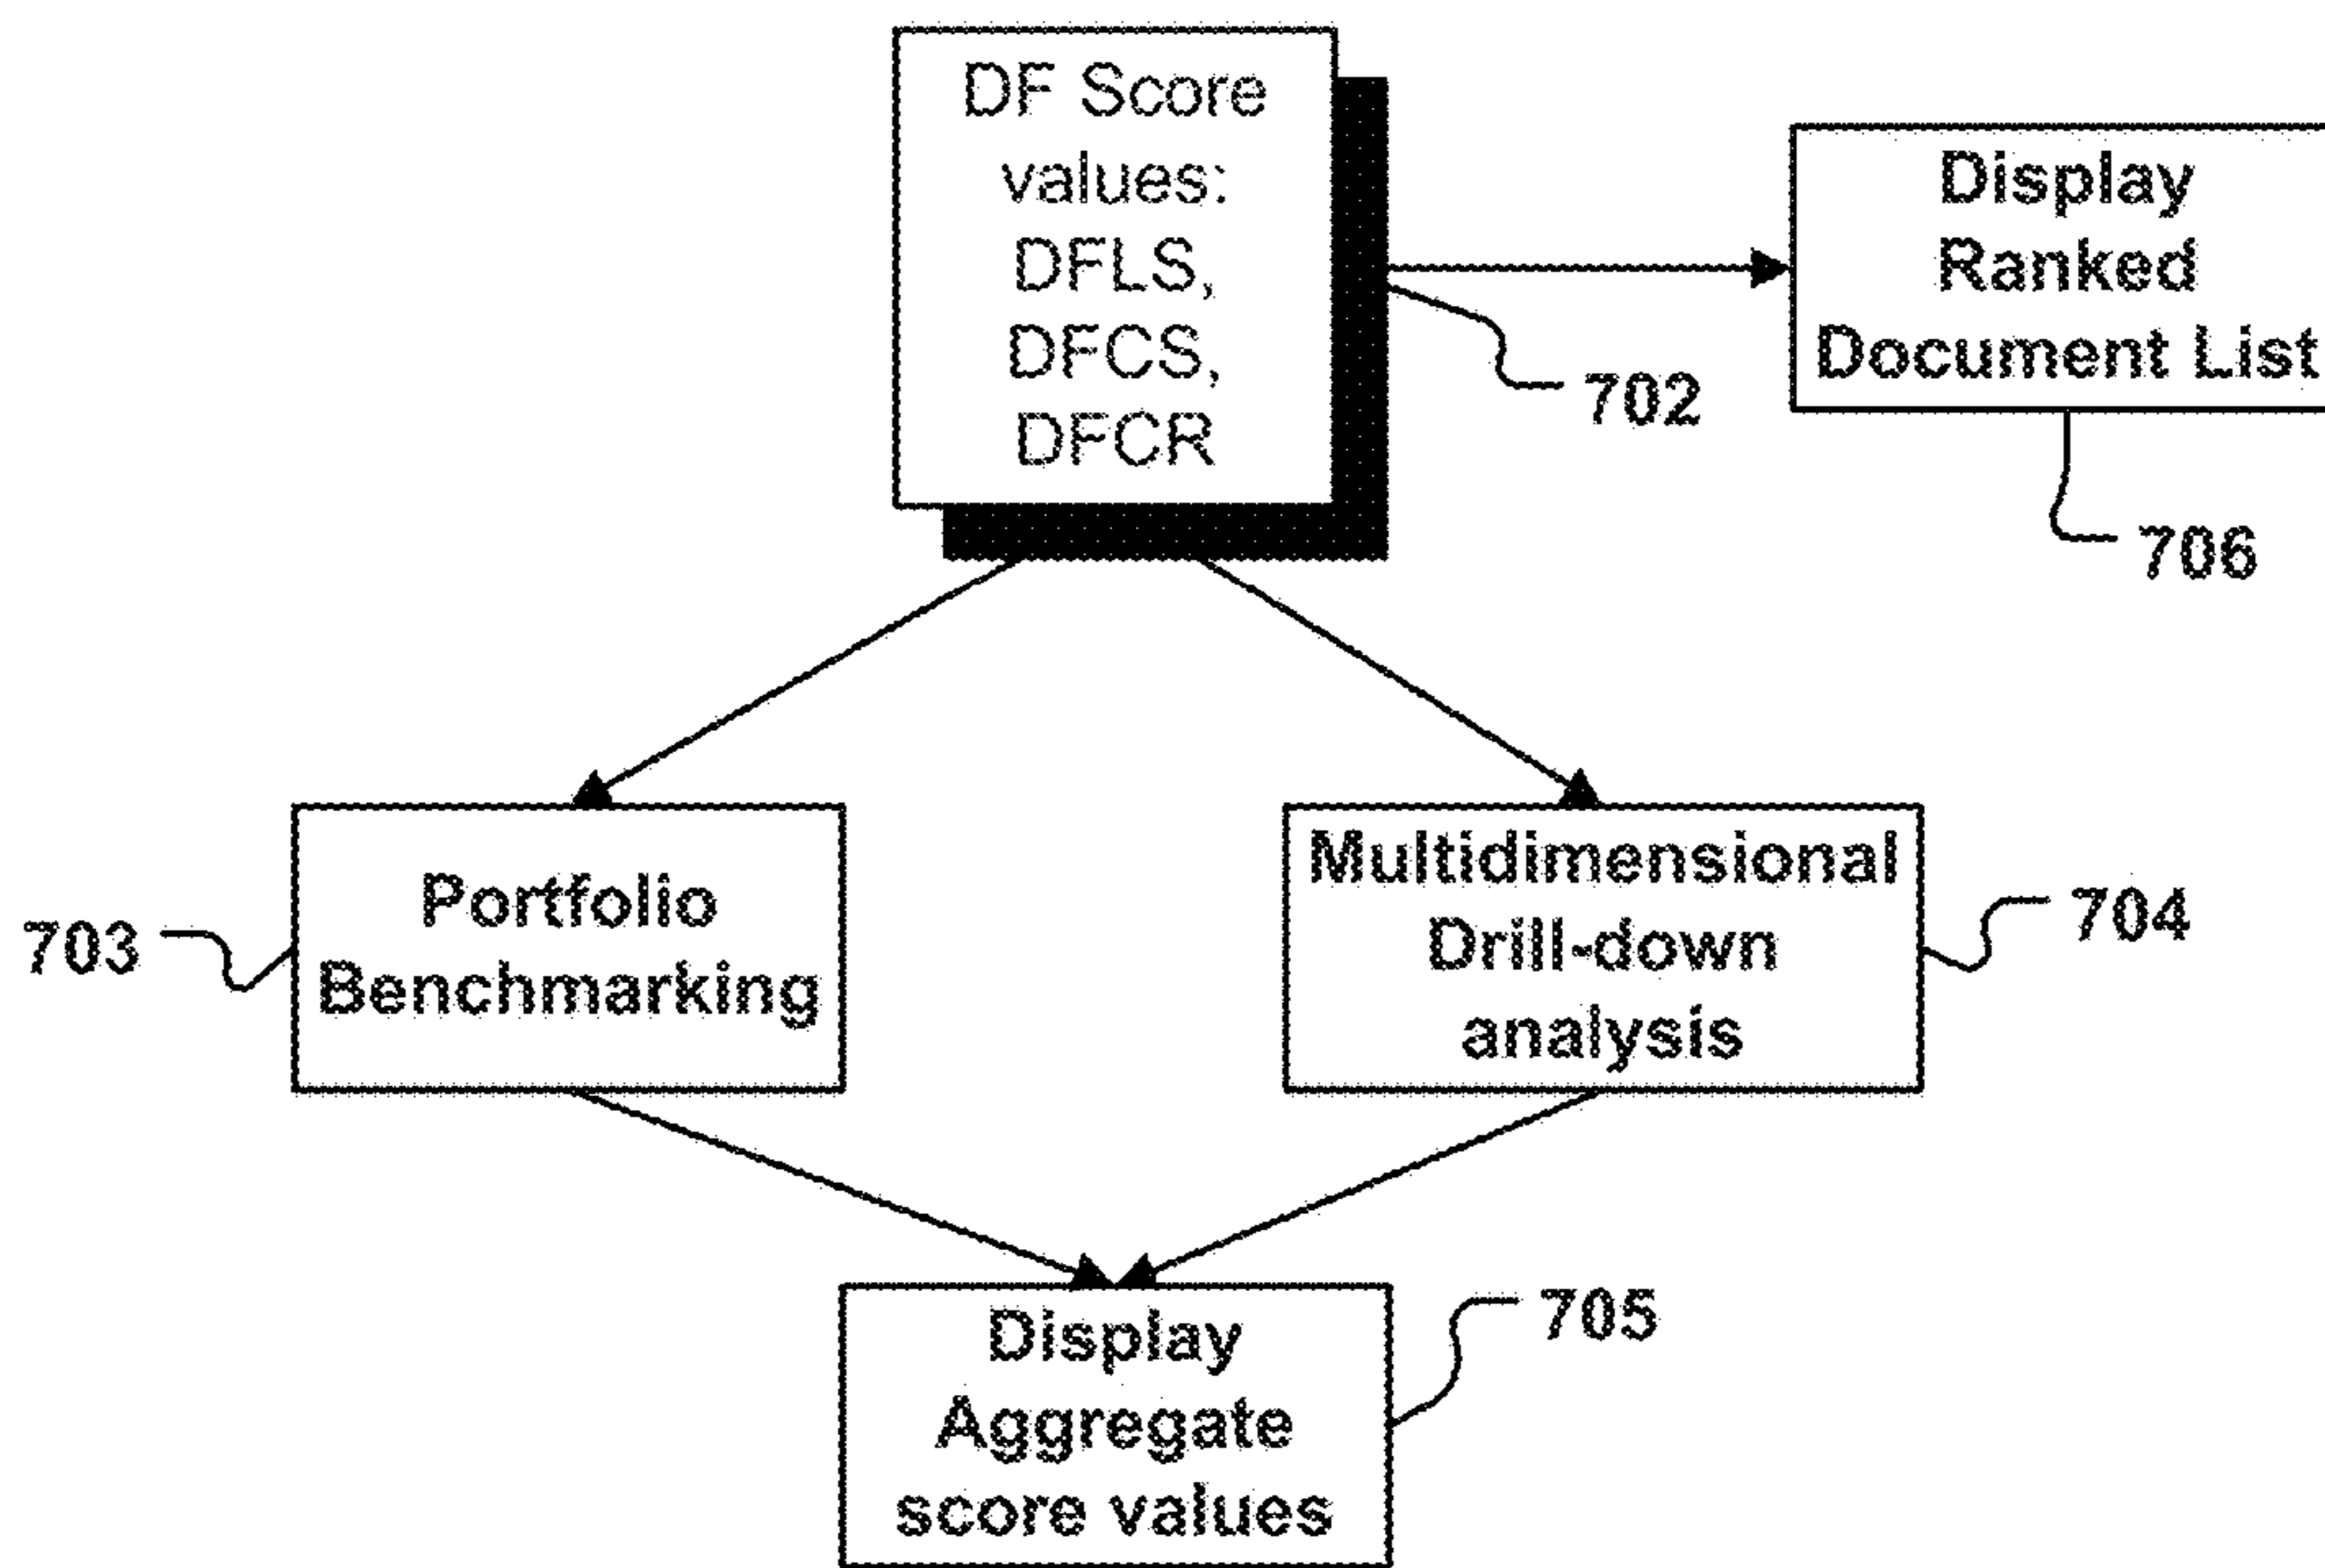 DF Score
values:
DFLS,
DFCS,
DFCR
702
Display
Ranked
Document List
706
703
Portfolio
Benchmarking
Multidimensional
Drill-down
analysis
704
Display
Aggregate
score values
705